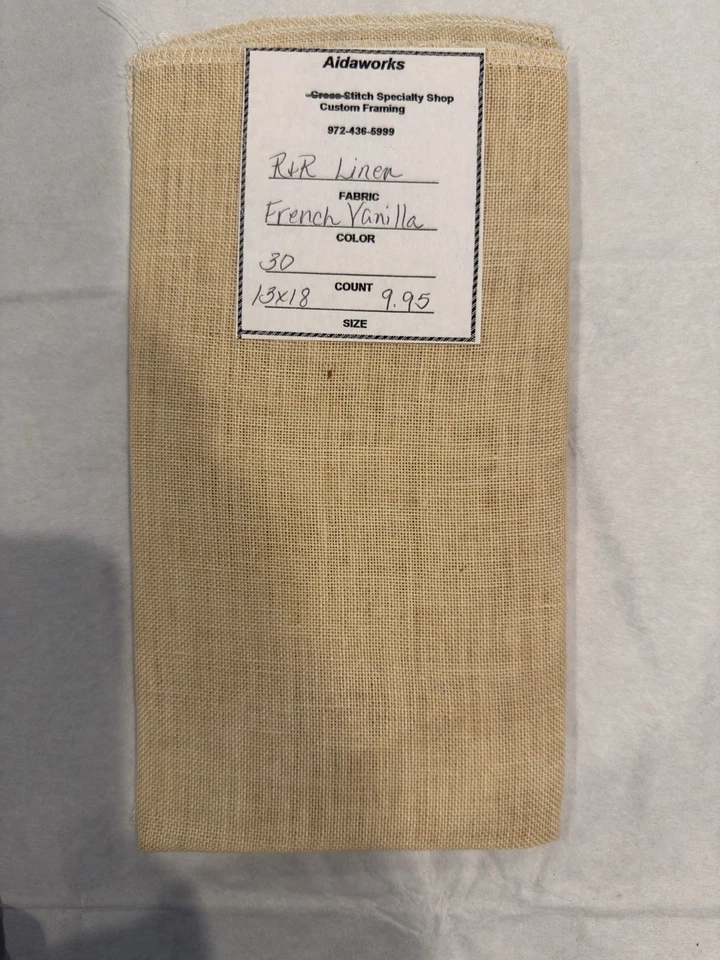 Aidaworks
Cross Stitch Specialty Shop
Custom Framing
972-436-5999
R&R Linen
FABRIC
French Vanilla
COLOR
30
COUNT
13x18 9.95
SIZE